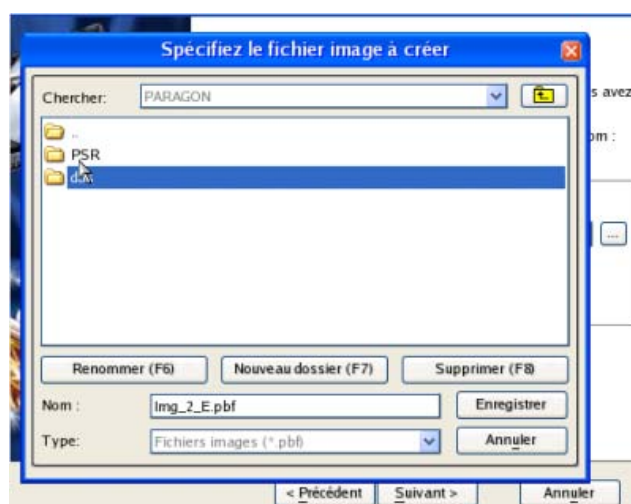 Spécifiez le fichier image à créer
Chercher: PARAGON
s avez
om :
..
PSR
...
Renommer (F6) Nouveau dossier (F7) Supprimer (F8)
Nom : Img_2_E.pbf Enregistrer
Type: Fichiers images (*.pbf) Annuler
< Précédent Suivant > Annuler